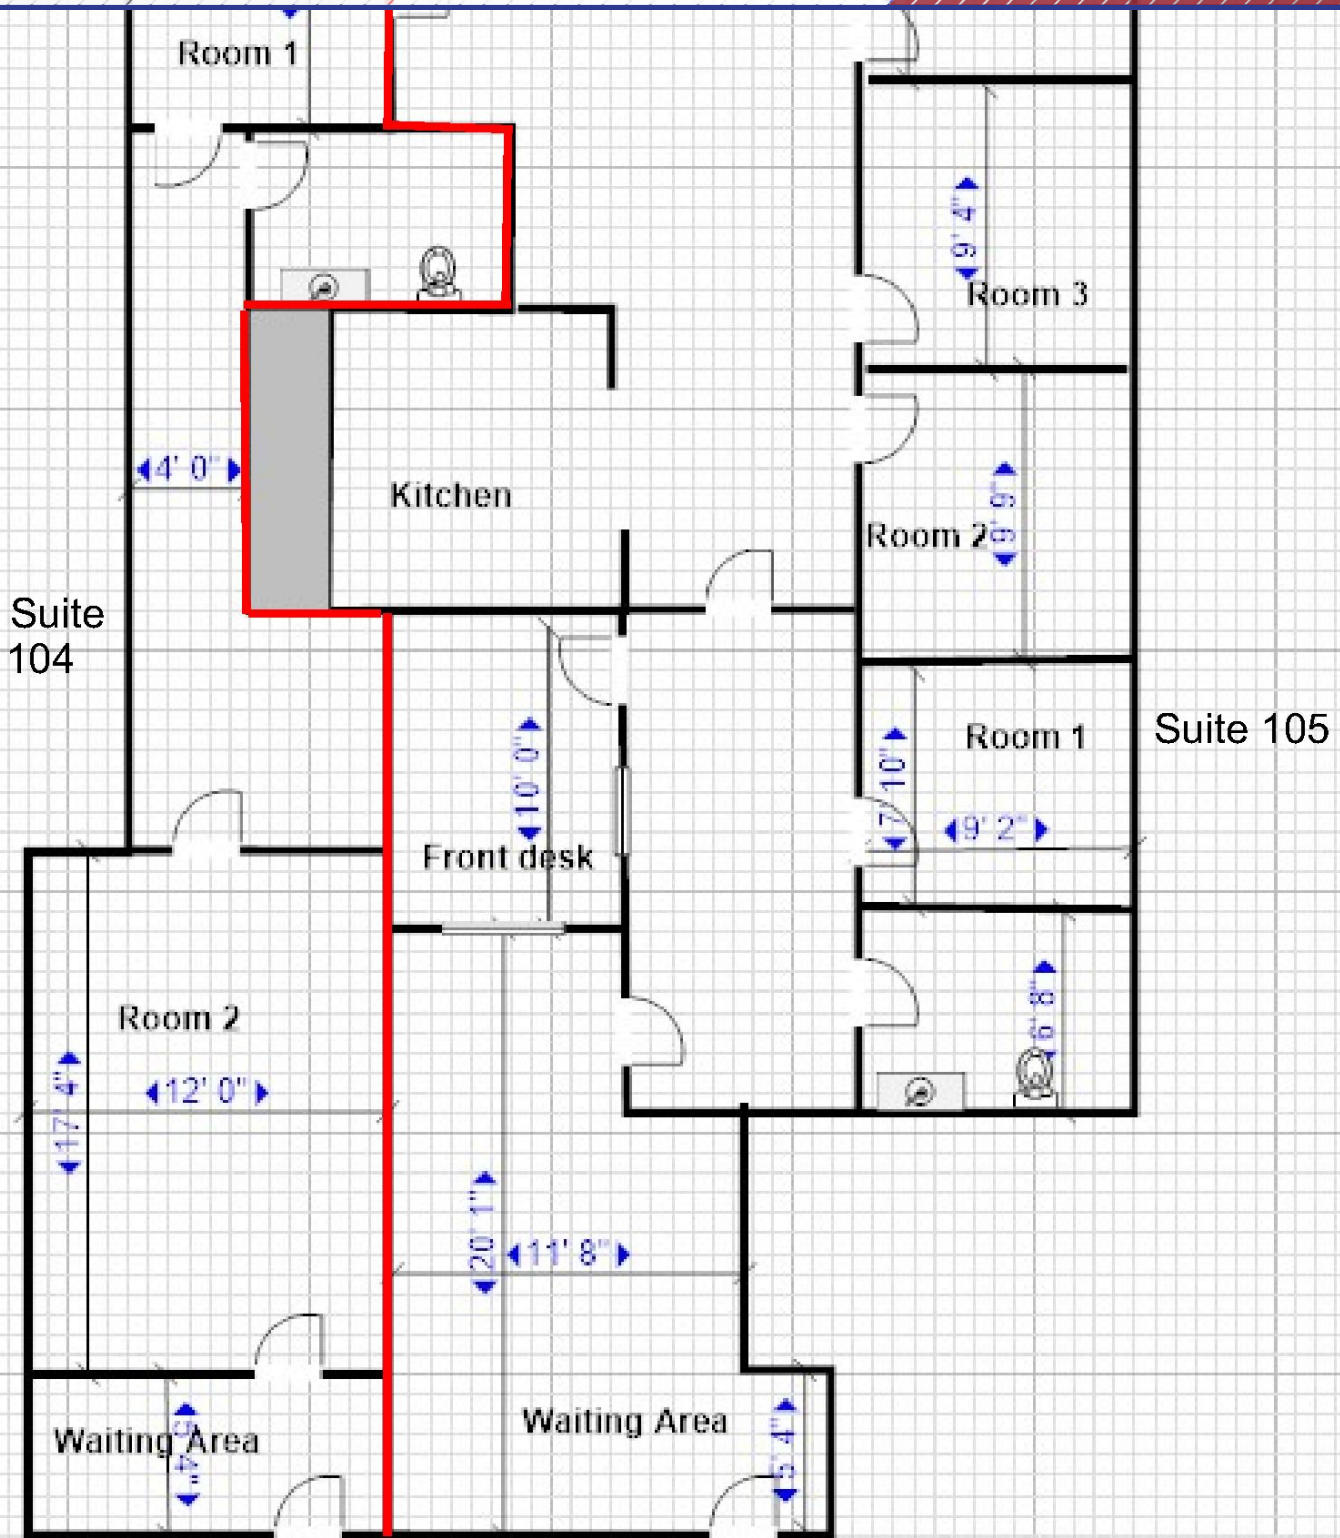 Room 1
9' 4"
Room 3
4' 0"
Kitchen
Room 2
9' 9"
Suite
104
10' 0"
Front desk
7' 10"
Room 1
9' 2"
Suite 105
Room 2
17' 4"
12' 0"
6' 8"
20' 1"
11' 8"
Waiting Area
5' 4"
Waiting Area
5' 4"